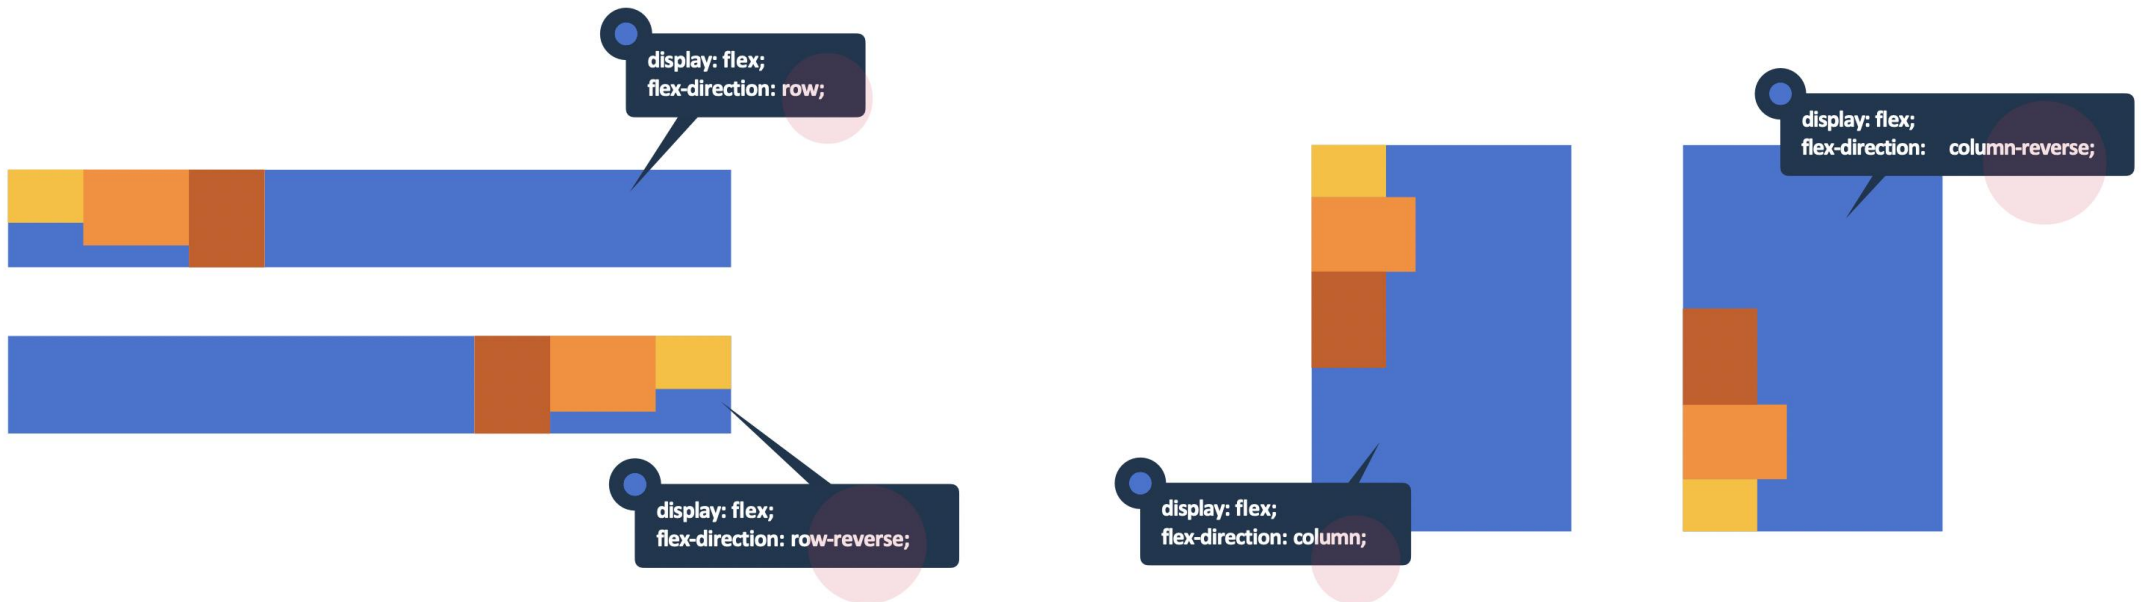 display: flex;
flex-direction: row;
display: flex;
flex-direction: row-reverse;
display: flex;
flex-direction: column;
display: flex;
flex-direction: column-reverse;